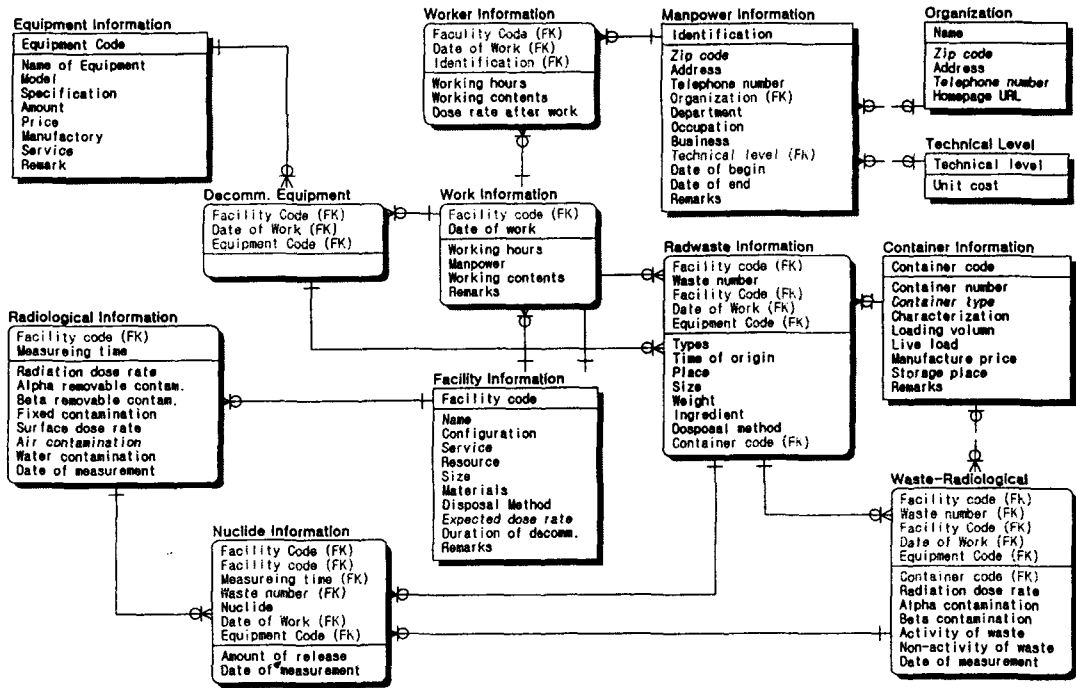 Equipment Information
Equipment Code
Name of Equipment
Model
Specification
Amount
Price
Manufactory
Service
Remark
Worker Information
Faculty Code (FK)
Date of Work (FK)
Identification (FK)
Working hours
Working contents
Dose rate after work
Manpower Information
Identification
Zip code
Address
Telephone number
Organization (FK)
Department
Occupation
Business
Technical level (FK)
Date of begin
Date of end
Remarks
Organization
Name
Zip code
Address
Telephone number
Homepage URL
Technical Level
Technical level
Unit cost
Decomm. Equipment
Facility Code (FK)
Date of Work (FK)
Equipment Code (FK)
Work Information
Facility code (FK)
Date of work
Working hours
Manpower
Working contents
Remarks
Radwaste Information
Facility code (FK)
Waste number
Facility Code (FK)
Date of Work (FK)
Equipment Code (FK)
Types
Time of origin
Place
Size
Weight
Ingredient
Dosposal method
Container code (FK)
Container Information
Container code
Container number
Container type
Characterization
Loading volumn
Live load
Manufacture price
Storage place
Remarks
Radiological Information
Facility code (FK)
Measureing time
Radiation dose rate
Alpha removable contam.
Beta removable contam.
Fixed contamination
Surface dose rate
Air contamination
Water contamination
Date of measurement
Facility Information
Facility code
Name
Configuration
Service
Resource
Size
Materials
Disposal Method
Expected dose rate
Duration of decomm.
Remarks
Waste-Radiological
Facility code (FK)
Waste number (FK)
Facility Code (FK)
Date of Work (FK)
Equipment Code (FK)
Container code (FK)
Radiation dose rate
Alpha contamination
Beta contamination
Activity of waste
Non-activity of waste
Date of measurement
Nuclide Information
Facility Code (FK)
Facility code (FK)
Measureing time (FK)
Waste number (FK)
Nuclide
Date of Work (FK)
Equipment Code (FK)
Amount of release
Date of measurement